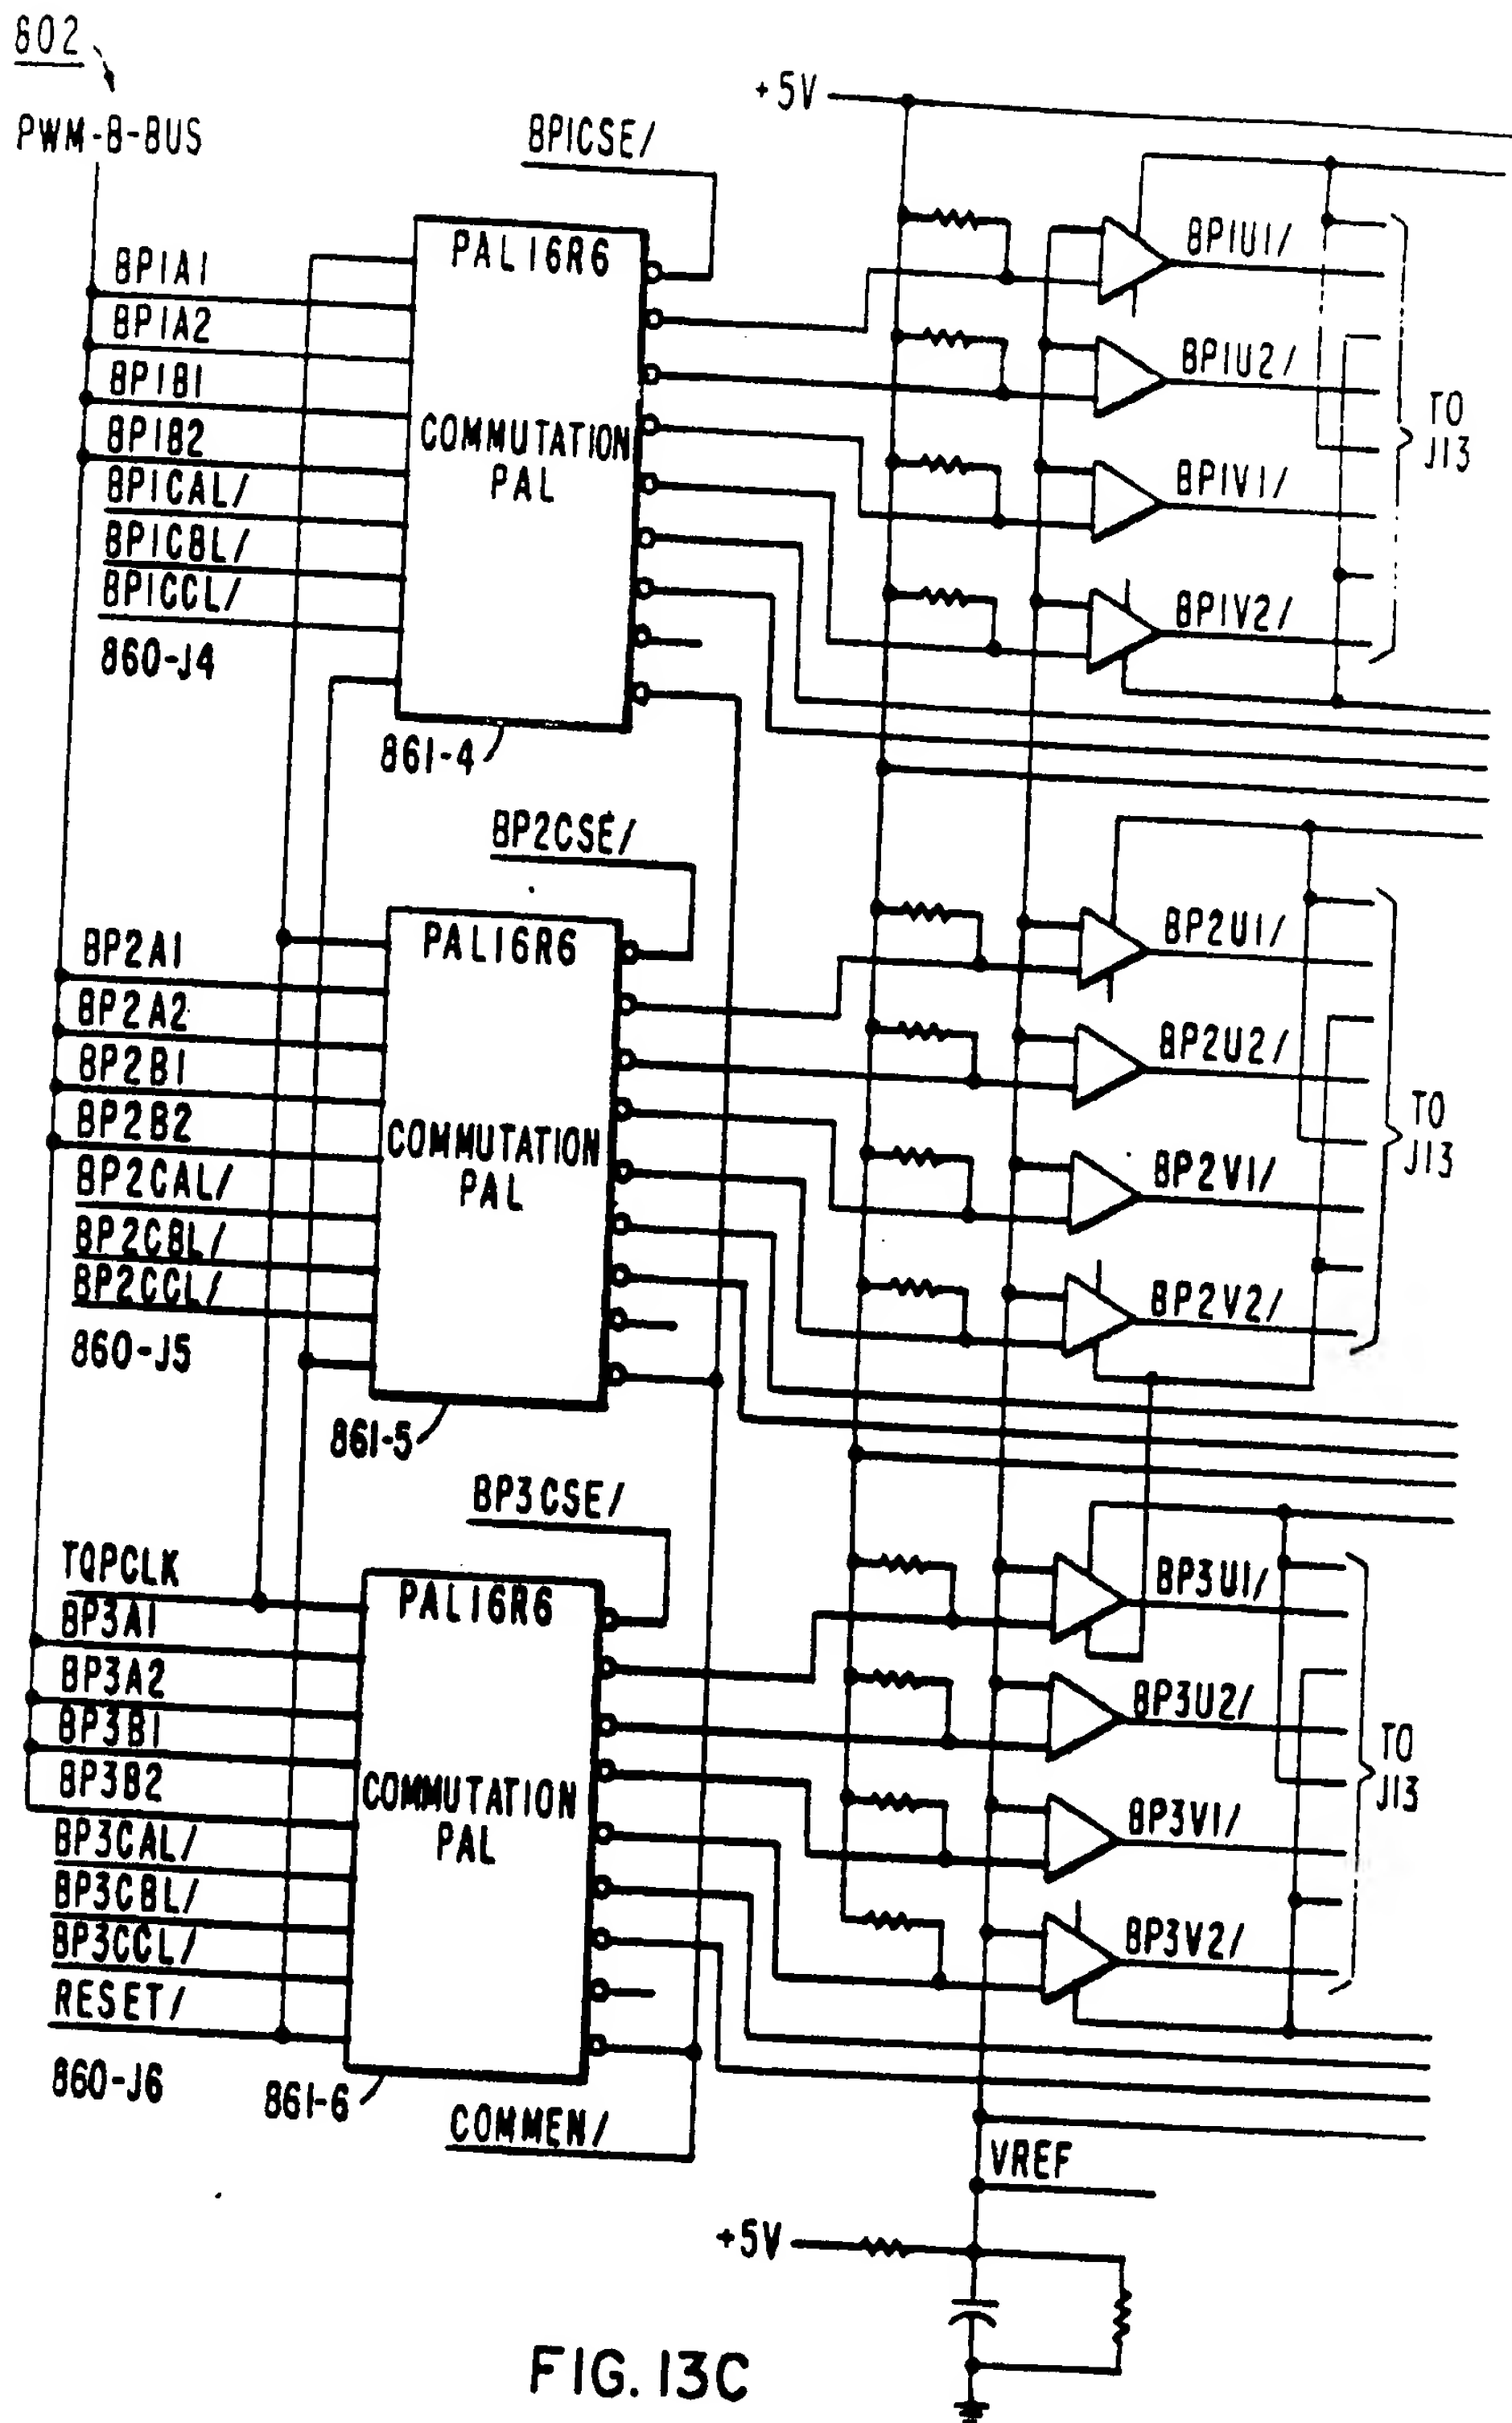 602
PWM-B-BUS
+5V
BP1CSE/
PAL16R6
BP1A1
BP1A2
BP1B1
BP1B2
BP1CAL/
BP1CBL/
BP1CCL/
860-J4
COMMUTATION
PAL
861-4
BP1U1/
BP1U2/
BP1V1/
BP1V2/
TO
J13
BP2CSE/
PAL16R6
BP2A1
BP2A2
BP2B1
BP2B2
BP2CAL/
BP2CBL/
BP2CCL/
860-J5
COMMUTATION
PAL
861-5
BP2U1/
BP2U2/
BP2V1/
BP2V2/
TO
J13
BP3CSE/
TQPCLK
PAL16R6
BP3A1
BP3A2
BP3B1
BP3B2
BP3CAL/
BP3CBL/
BP3CCL/
RESET/
860-J6
COMMUTATION
PAL
861-6
COMMEN/
BP3U1/
BP3U2/
BP3V1/
BP3V2/
TO
J13
VREF
+5V
FIG. 13C